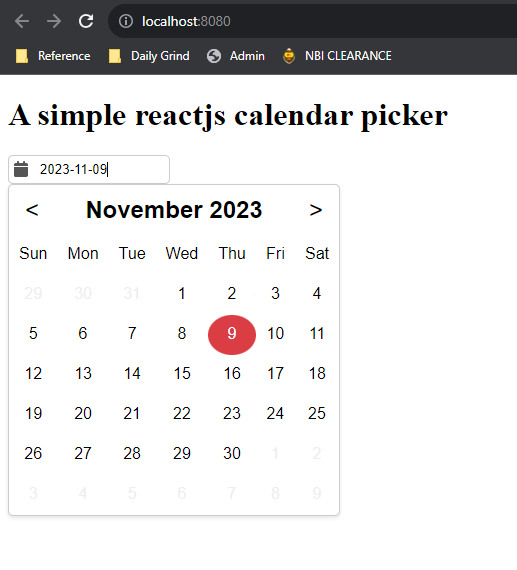 localhost:8080
Reference Daily Grind Admin NBI CLEARANCE
A simple reactjs calendar picker
2023-11-09
< November 2023 >
Sun Mon Tue Wed Thu Fri Sat
29 30 31 1 2 3 4
5 6 7 8 9 10 11
12 13 14 15 16 17 18
19 20 21 22 23 24 25
26 27 28 29 30 1 2
3 4 5 6 7 8 9